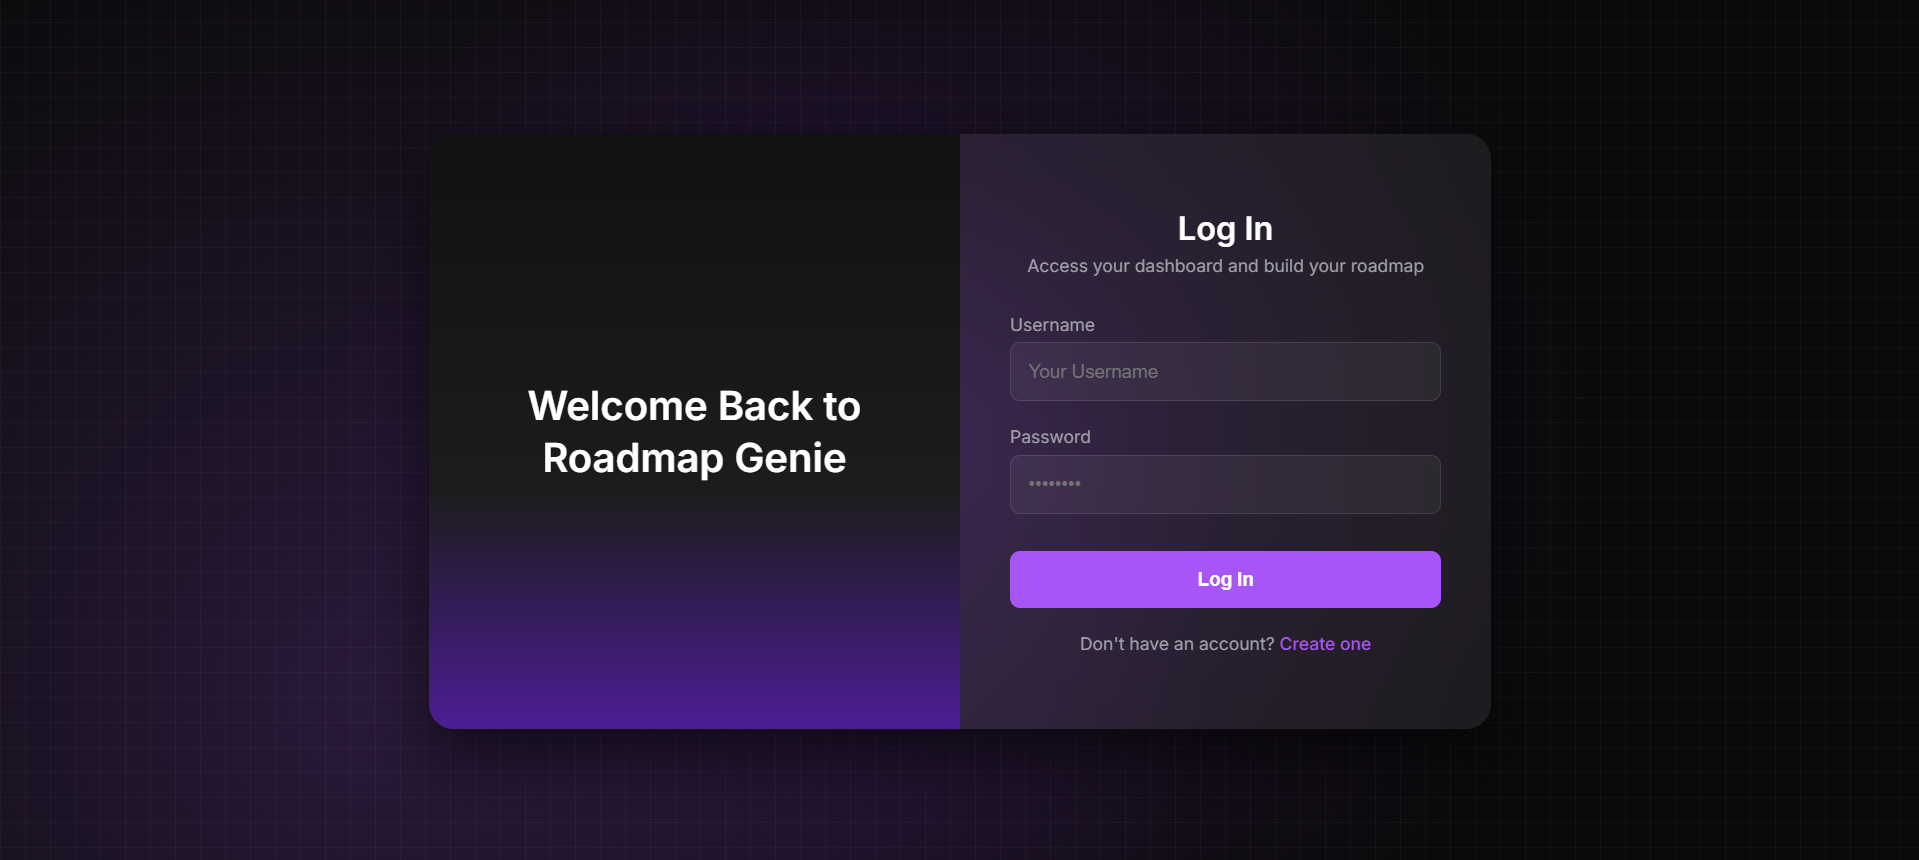 Welcome Back to
Roadmap Genie
Log In
Access your dashboard and build your roadmap
Username
Your Username
Password
••••••••
Log In
Don't have an account? Create one